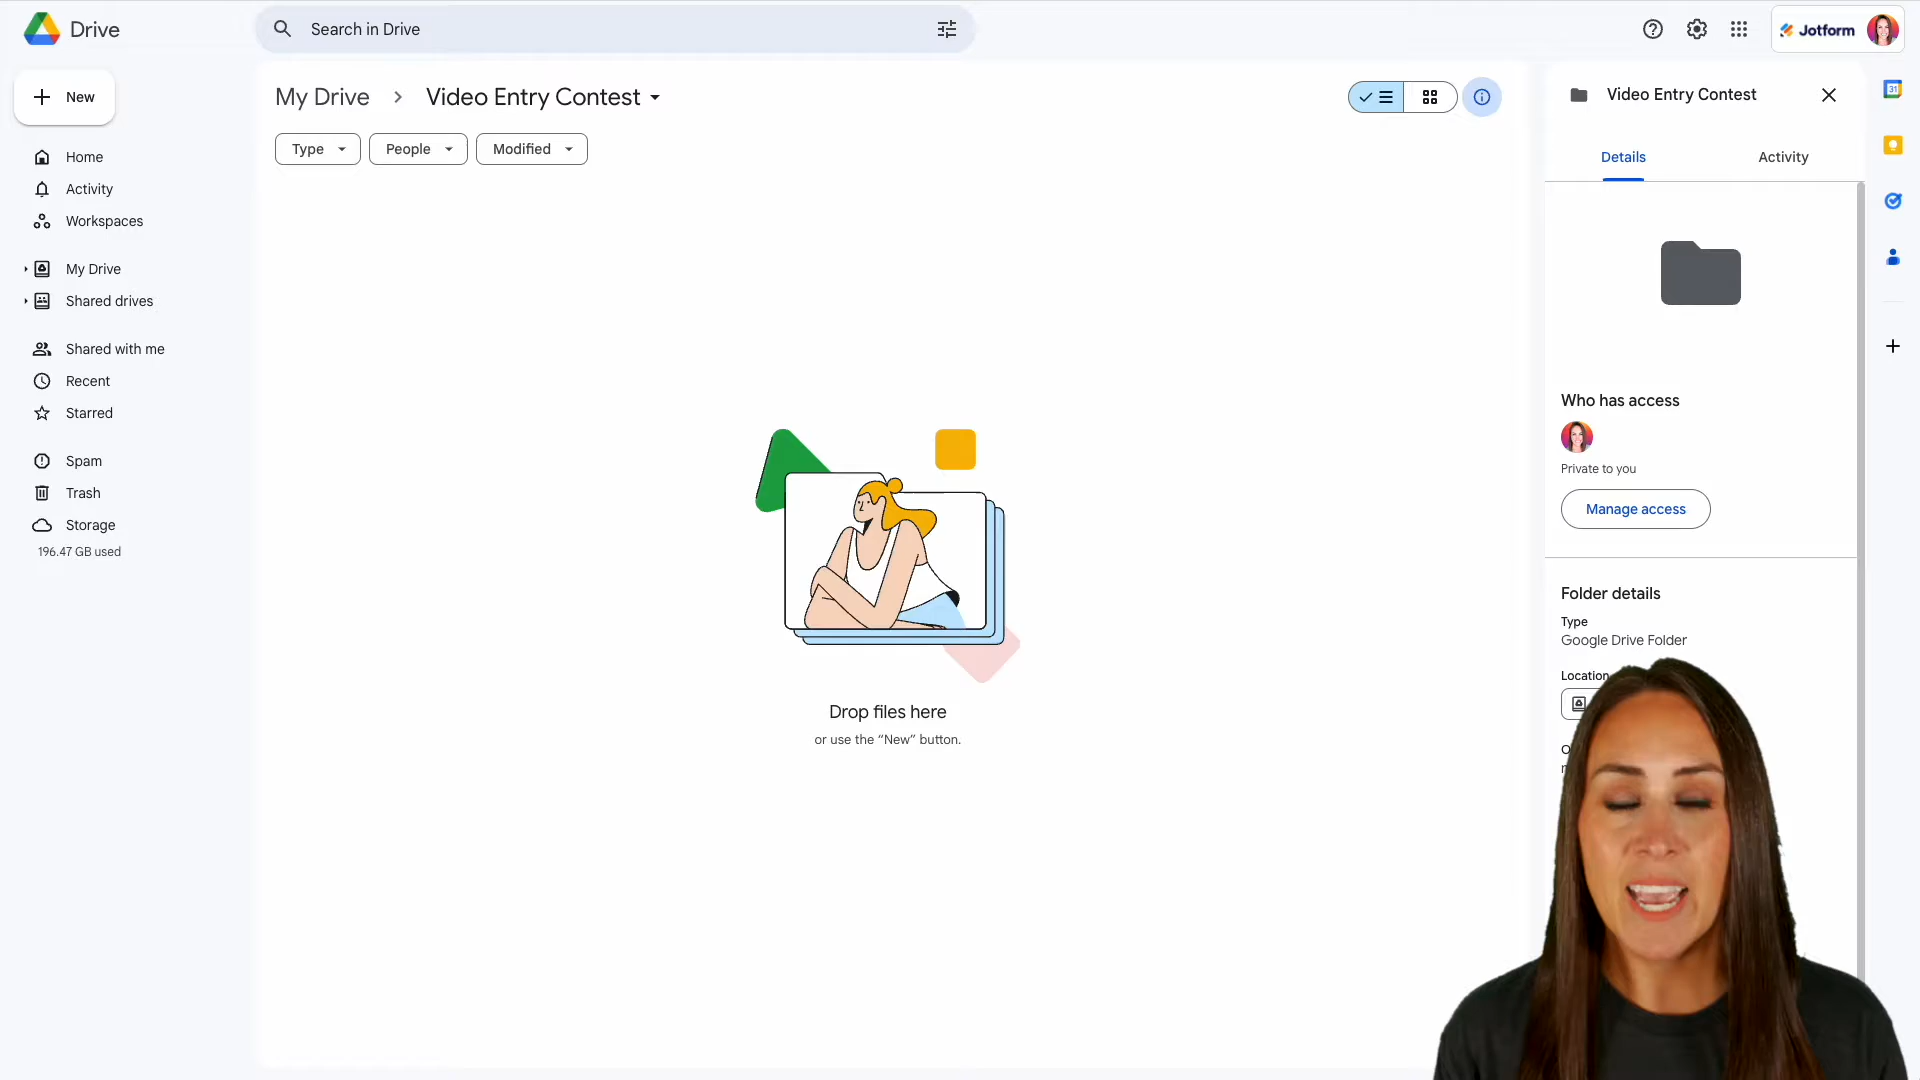 Drive
Search in Drive
Jotform
New
Home
Activity
Workspaces
My Drive
Shared drives
Shared with me
Recent
Starred
Spam
Trash
Storage
196.47 GB used
My Drive
Video Entry Contest
Type
People
Modified
Drop files here
or use the “New” button.
Video Entry Contest
Details
Activity
Who has access
Private to you
Manage access
Folder details
Type
Google Drive Folder
Location
31